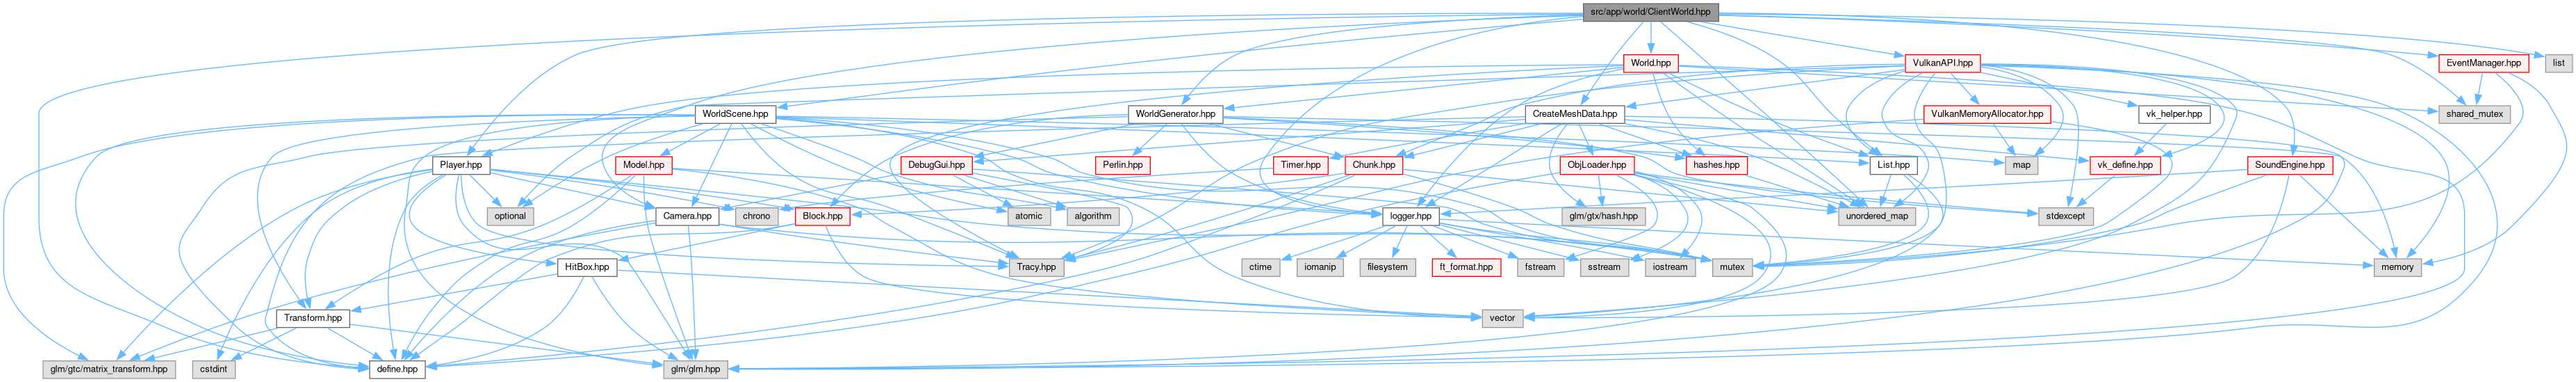 src/app/world/ClientWorld.hpp
World.hpp
VulkanAPI.hpp
EventManager.hpp
list
WorldScene.hpp
WorldGenerator.hpp
CreateMeshData.hpp
VulkanMemoryAllocator.hpp
vk_helper.hpp
shared_mutex
Player.hpp
Model.hpp
DebugGui.hpp
Perlin.hpp
Timer.hpp
Chunk.hpp
ObjLoader.hpp
hashes.hpp
List.hpp
map
vk_define.hpp
SoundEngine.hpp
optional
Camera.hpp
chrono
Block.hpp
atomic
algorithm
logger.hpp
glm/gtx/hash.hpp
unordered_map
stdexcept
HitBox.hpp
Tracy.hpp
ctime
iomanip
filesystem
ft_format.hpp
fstream
sstream
iostream
mutex
memory
Transform.hpp
vector
glm/gtc/matrix_transform.hpp
cstdint
define.hpp
glm/glm.hpp